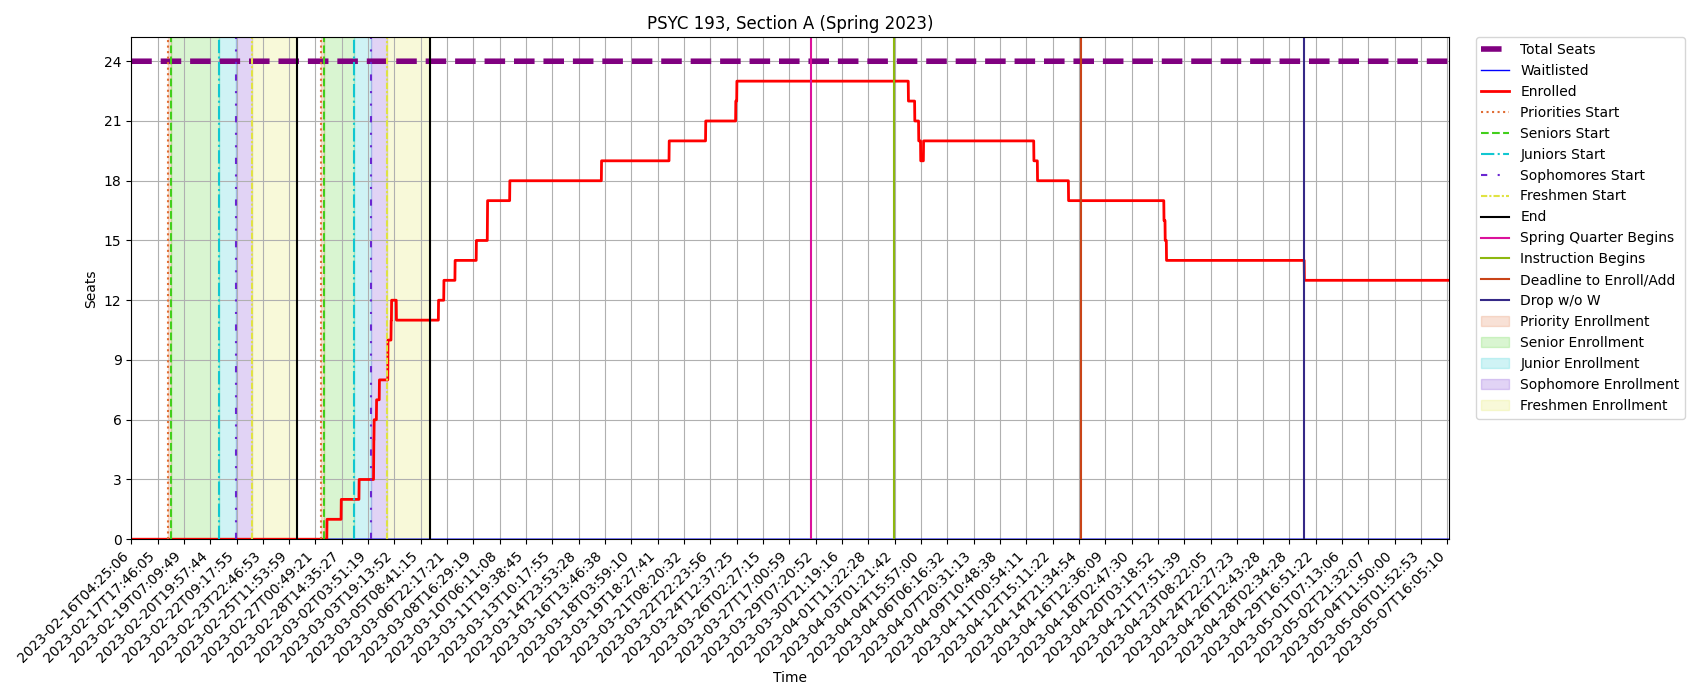 PSYC 193, Section A (Spring 2023)
Seats
24
21
18
15
12
9
6
3
0
2023-02-16T04:25:06
2023-02-17T17:46:05
2023-02-19T07:09:49
2023-02-20T19:57:44
2023-02-22T09:17:55
2023-02-23T22:46:53
2023-02-25T11:53:59
2023-02-27T00:49:21
2023-02-28T14:35:27
2023-03-02T03:51:19
2023-03-03T19:13:52
2023-03-05T08:41:15
2023-03-06T22:17:21
2023-03-08T16:29:19
2023-03-10T06:11:08
2023-03-11T19:38:45
2023-03-13T10:17:55
2023-03-14T23:53:28
2023-03-16T13:46:38
2023-03-18T03:59:10
2023-03-19T18:27:41
2023-03-21T08:20:32
2023-03-22T22:23:56
2023-03-24T12:37:25
2023-03-26T02:27:15
2023-03-27T17:00:59
2023-03-29T07:20:52
2023-03-30T21:19:16
2023-04-01T11:22:28
2023-04-03T01:21:42
2023-04-04T15:57:00
2023-04-06T06:16:32
2023-04-07T20:31:13
2023-04-09T10:48:38
2023-04-11T00:54:11
2023-04-12T15:11:22
2023-04-14T21:34:54
2023-04-16T12:36:09
2023-04-18T02:47:30
2023-04-20T03:18:52
2023-04-21T17:51:39
2023-04-23T08:22:05
2023-04-24T22:27:23
2023-04-26T12:43:28
2023-04-28T02:34:28
2023-04-29T16:51:22
2023-05-01T07:13:06
2023-05-02T21:32:07
2023-05-04T11:50:00
2023-05-06T01:52:53
2023-05-07T16:05:10
Time
Total Seats
Waitlisted
Enrolled
Priorities Start
Seniors Start
Juniors Start
Sophomores Start
Freshmen Start
End
Spring Quarter Begins
Instruction Begins
Deadline to Enroll/Add
Drop w/o W
Priority Enrollment
Senior Enrollment
Junior Enrollment
Sophomore Enrollment
Freshmen Enrollment